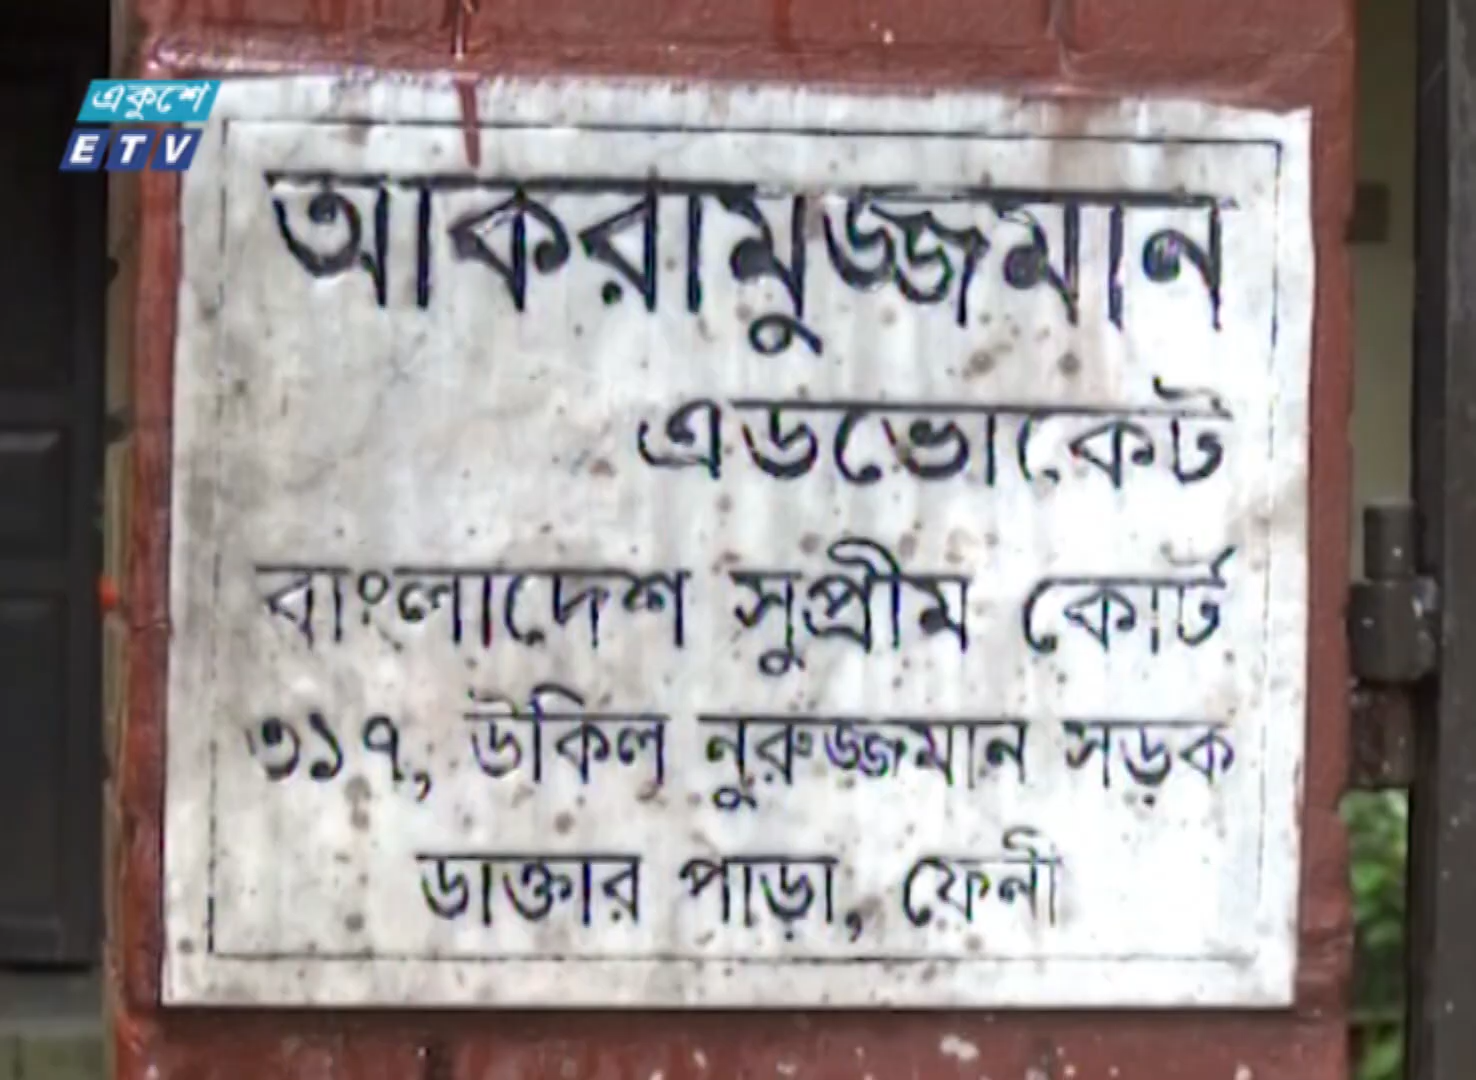 একুশে
ETV
আকরামুজ্জমান
এডভোকেট
বাংলাদেশ সুপ্রীম কোর্ট
৩১৭, উকিল নুরুজ্জমান সড়ক
ডাক্তার পাড়া, ফেনী